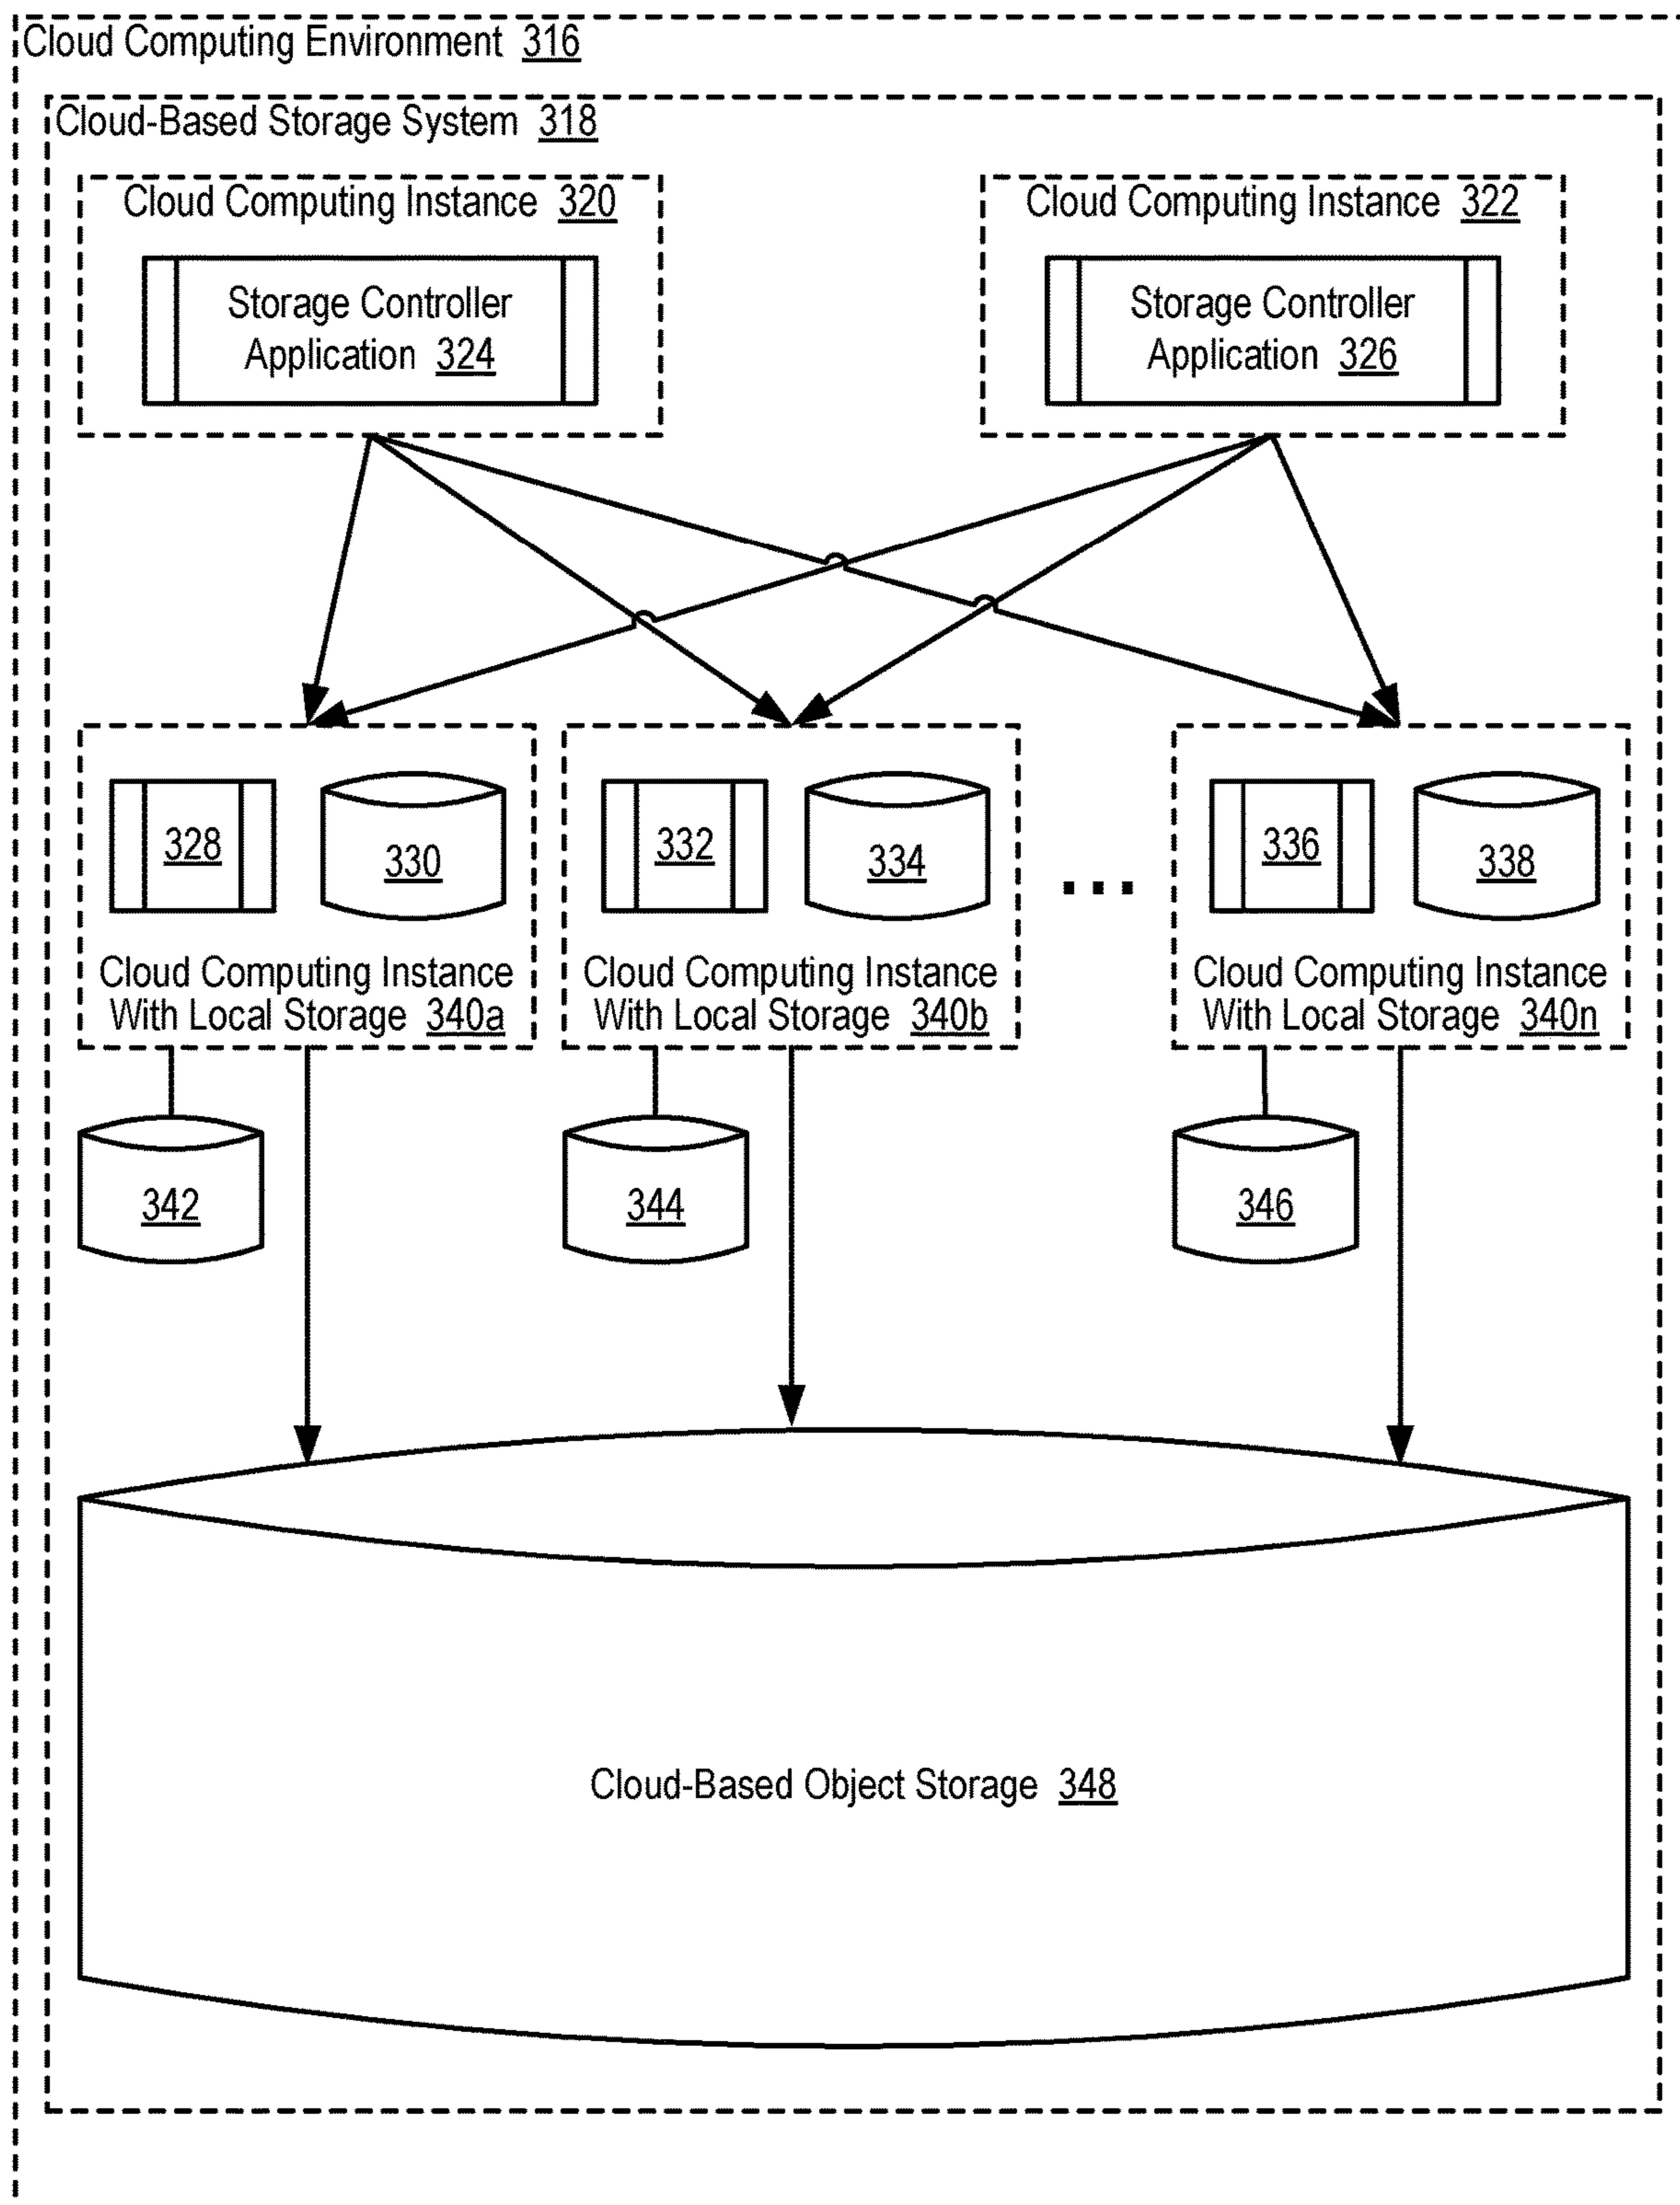 Cloud Computing Environment 316
Cloud-Based Storage System 318
Cloud Computing Instance 320
Storage Controller
Application 324
Cloud Computing Instance 322
Storage Controller
Application 326
328
330
Cloud Computing Instance
With Local Storage 340a
332
334
Cloud Computing Instance
With Local Storage 340b
...
336
338
Cloud Computing Instance
With Local Storage 340n
342
344
346
Cloud-Based Object Storage 348